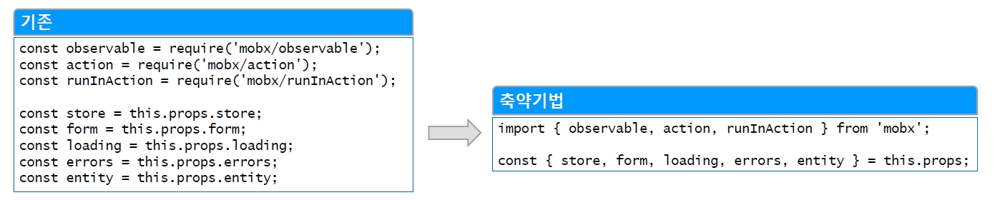 기존
const observable = require('mobx/observable');
const action = require('mobx/action');
const runInAction = require('mobx/runInAction');
const store = this.props.store;
const form = this.props.form;
const loading = this.props.loading;
const errors = this.props.errors;
const entity = this.props.entity;
축약기법
import { observable, action, runInAction } from 'mobx';
const { store, form, loading, errors, entity } = this.props;